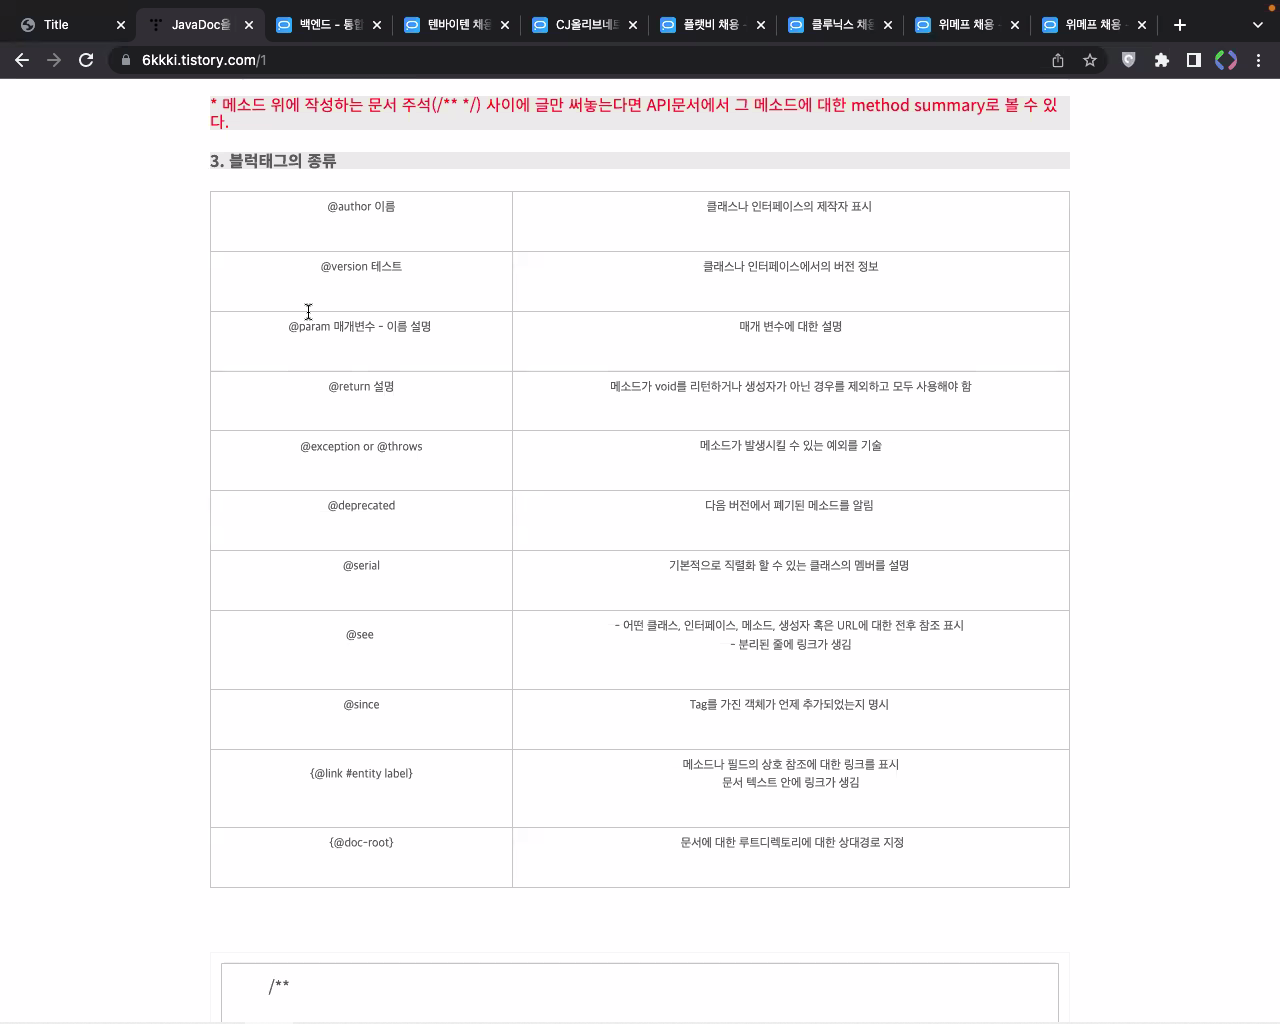 Title
JavaDoc을
백엔드 - 통합
텐바이텐 채용
CJ올리브네트
플랫비 채용 -
클루닉스 채용
위메프 채용 -
위메프 채용 -
6kkki.tistory.com/1
* 메소드 위에 작성하는 문서 주석(/** */) 사이에 글만 써놓는다면 API문서에서 그 메소드에 대한 method summary로 볼 수 있
다.
3. 블럭태그의 종류
@author 이름
클래스나 인터페이스의 제작자 표시
@version 테스트
클래스나 인터페이스에서의 버전 정보
@param 매개변수 - 이름 설명
매개 변수에 대한 설명
@return 설명
메소드가 void를 리턴하거나 생성자가 아닌 경우를 제외하고 모두 사용해야 함
@exception or @throws
메소드가 발생시킬 수 있는 예외를 기술
@deprecated
다음 버전에서 폐기된 메소드를 알림
@serial
기본적으로 직렬화 할 수 있는 클래스의 멤버를 설명
@see
- 어떤 클래스, 인터페이스, 메소드, 생성자 혹은 URL에 대한 전후 참조 표시
- 분리된 줄에 링크가 생김
@since
Tag를 가진 객체가 언제 추가되었는지 명시
{@link #entity label}
메소드나 필드의 상호 참조에 대한 링크를 표시
문서 텍스트 안에 링크가 생김
{@doc-root}
문서에 대한 루트디렉토리에 대한 상대경로 지정
/**